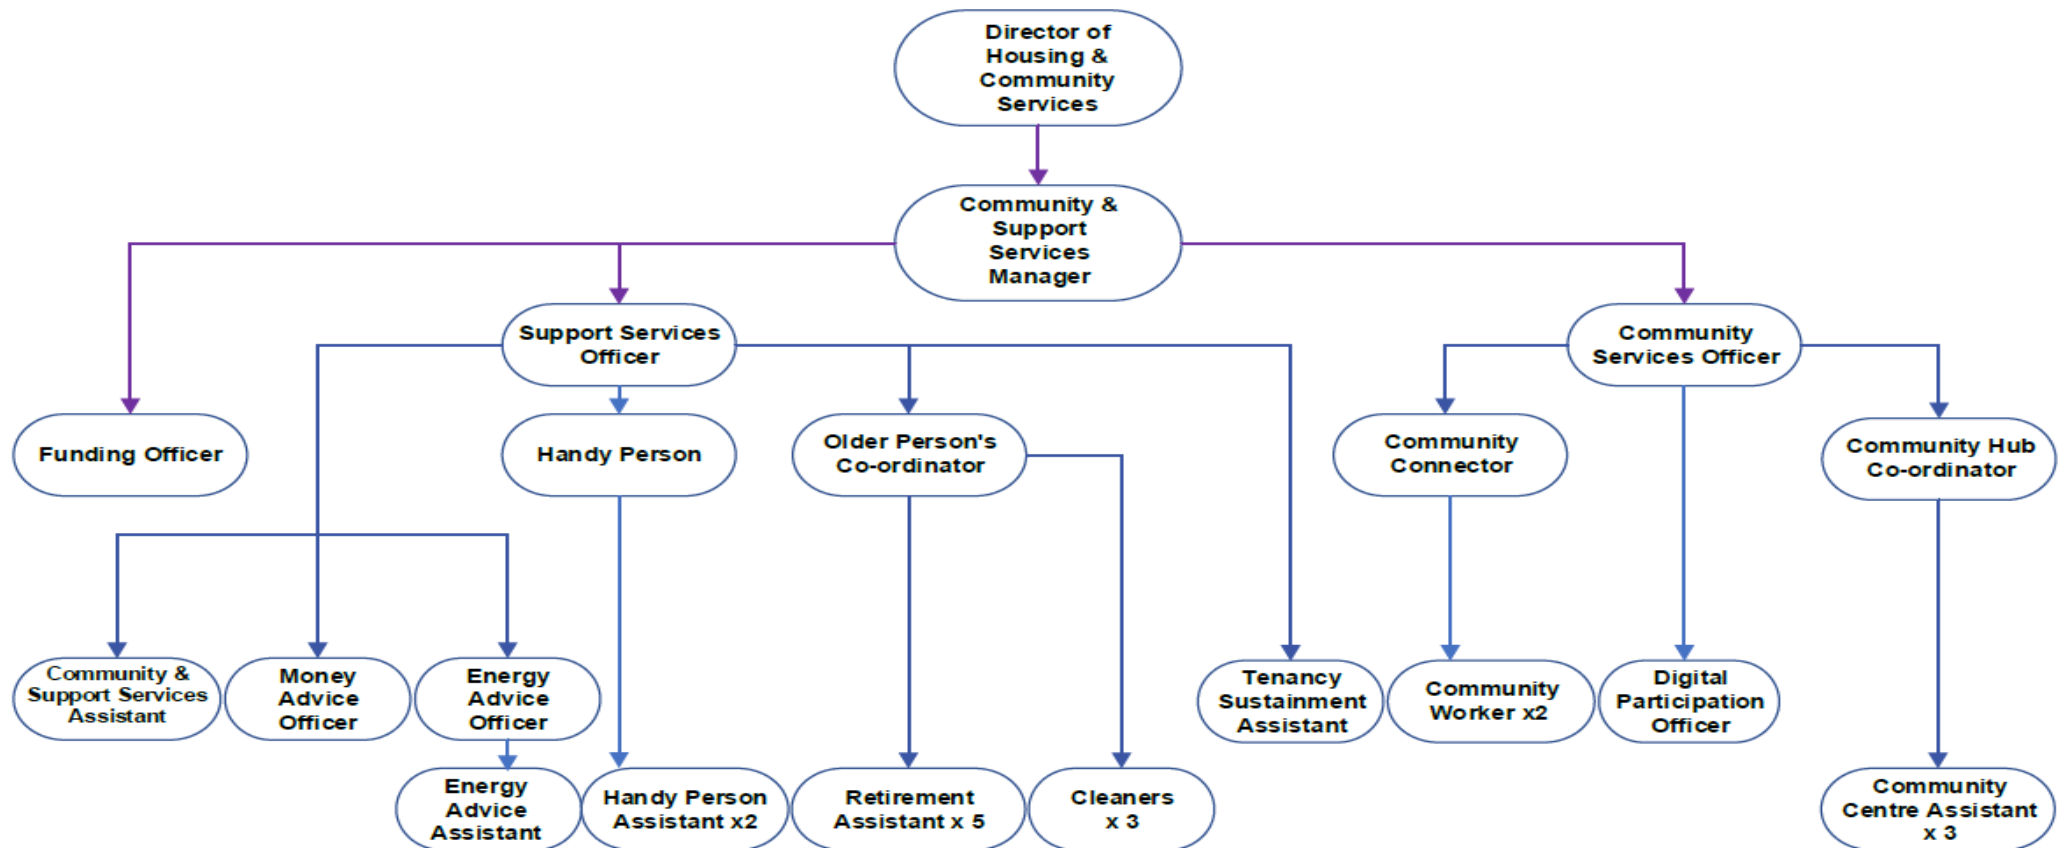 Director of
Housing &
Community
Services
Community &
Support
Services
Manager
Support Services
Officer
Community
Services Officer
Funding Officer
Handy Person
Older Person's
Co-ordinator
Community
Connector
Community Hub
Co-ordinator
Community &
Support Services
Assistant
Money
Advice
Officer
Energy
Advice
Officer
Tenancy
Sustainment
Assistant
Community
Worker x2
Digital
Participation
Officer
Energy
Advice
Assistant
Handy Person
Assistant x2
Retirement
Assistant x 5
Cleaners
x 3
Community
Centre Assistant
x 3